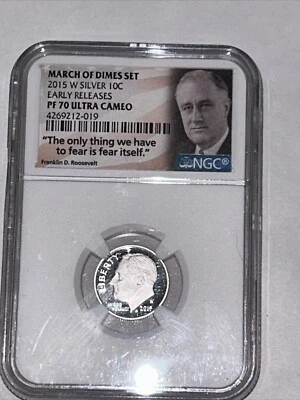 MARCH OF DIMES SET
2015 W SILVER 10C
EARLY RELEASES
PF 70 ULTRA CAMEO
4269212-019
"The only thing we have
to fear is fear itself."
Franklin D. Roosevelt
NGC®
LIBERTY
2015